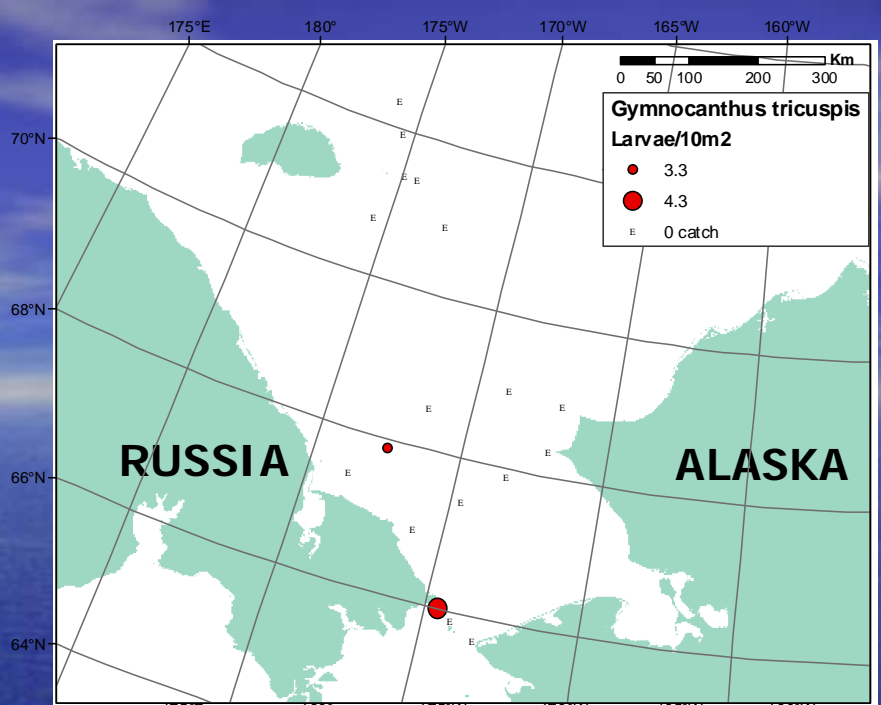 175°E 180° 175°W 170°W 165°W 160°W
Km
0 50 100 200 300
Gymnocanthus tricuspis
Larvae/10m2
3.3
4.3
E 0 catch
70°N
68°N
66°N
64°N
E
E
E E
E
E
E
E
E
E
E
E
E
E
E
E
RUSSIA
ALASKA